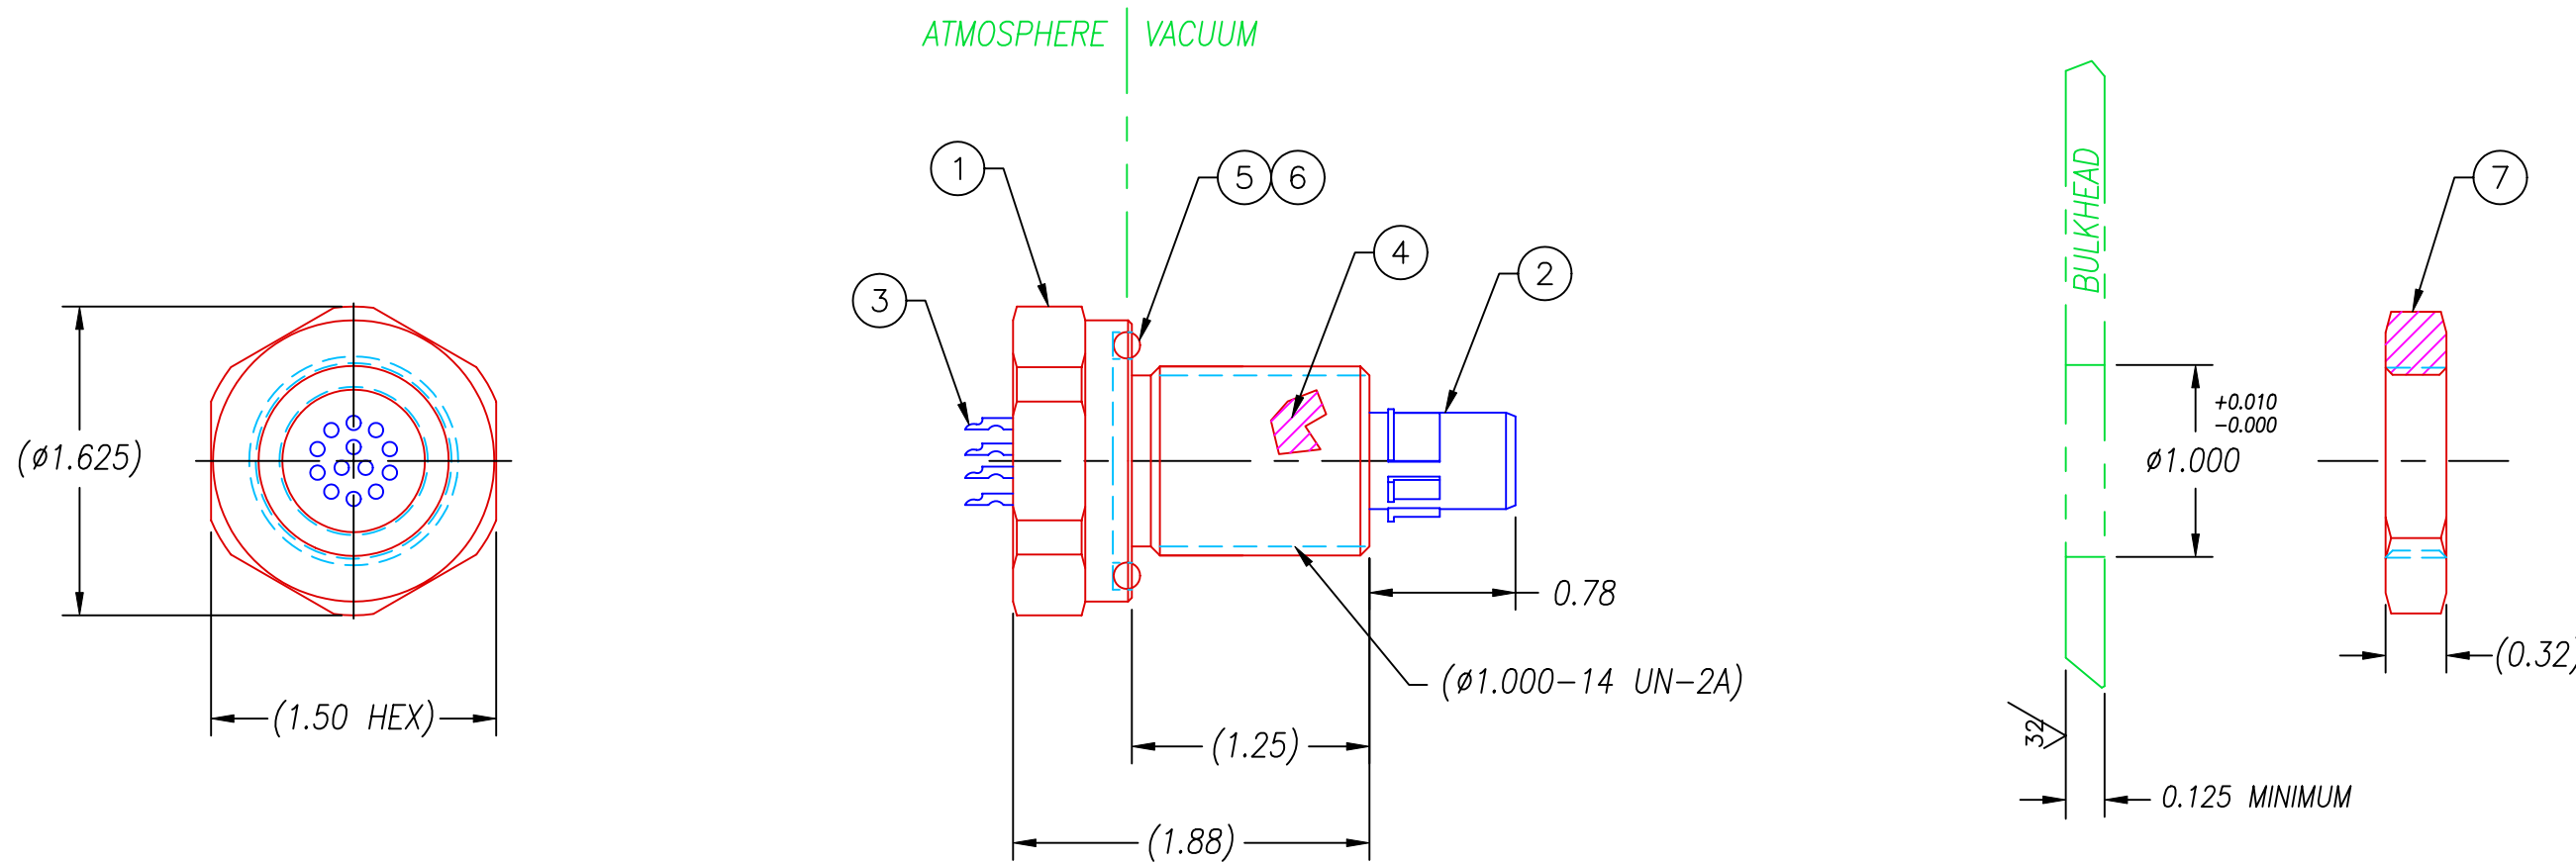 ATMOSPHERE VACUUM
1
5 6
4
2
3
BULKHEAD
7
(ø1.625)
(1.50 HEX)
0.78
(ø1.000-14 UN-2A)
(1.25)
(1.88)
+0.010
-0.000
ø1.000
(0.32)
32
0.125 MINIMUM